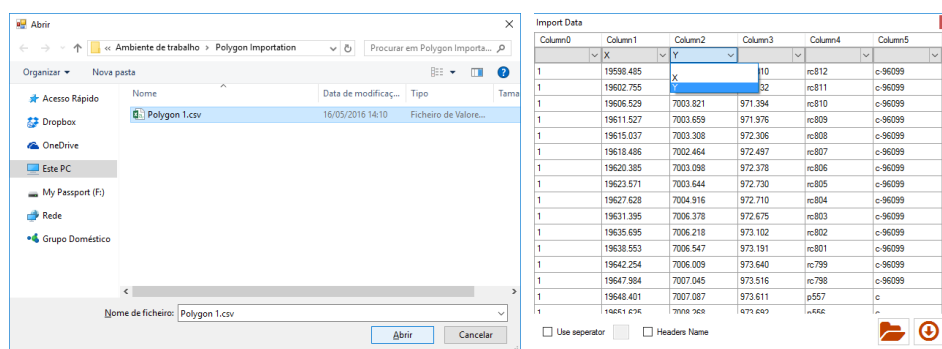 Abrir
« Ambiente de trabalho > Polygon Importation
Procurar em Polygon Importa...
Organizar
Nova pasta
Acesso Rápido
Dropbox
OneDrive
Este PC
My Passport (F:)
Rede
Grupo Doméstico
Nome Data de modificaç... Tipo Tama
Polygon 1.csv 16/05/2016 14:10 Ficheiro de Valore...
Nome de ficheiro: Polygon 1.csv
Abrir Cancelar
Import Data
Column0 Column1 Column2 Column3 Column4 Column5
X Y
X
Y
1 19598.485 rc812 c-96099
1 19602.755 rc811 c-96099
1 19606.529 7003.821 971.394 rc810 c-96099
1 19611.527 7003.659 971.976 rc809 c-96099
1 19615.037 7003.308 972.306 rc808 c-96099
1 19618.486 7002.464 972.497 rc807 c-96099
1 19620.385 7003.098 972.378 rc806 c-96099
1 19623.571 7003.644 972.730 rc805 c-96099
1 19627.628 7004.916 972.710 rc804 c-96099
1 19631.395 7006.378 972.675 rc803 c-96099
1 19635.695 7006.218 973.102 rc802 c-96099
1 19638.553 7006.547 973.191 rc801 c-96099
1 19642.254 7006.009 973.640 rc799 c-96099
1 19647.984 7007.045 973.516 rc798 c-96099
1 19648.401 7007.087 973.611 p557 c
1 19651.625 7008.268 973.692 p556 c
Use seperator
Headers Name